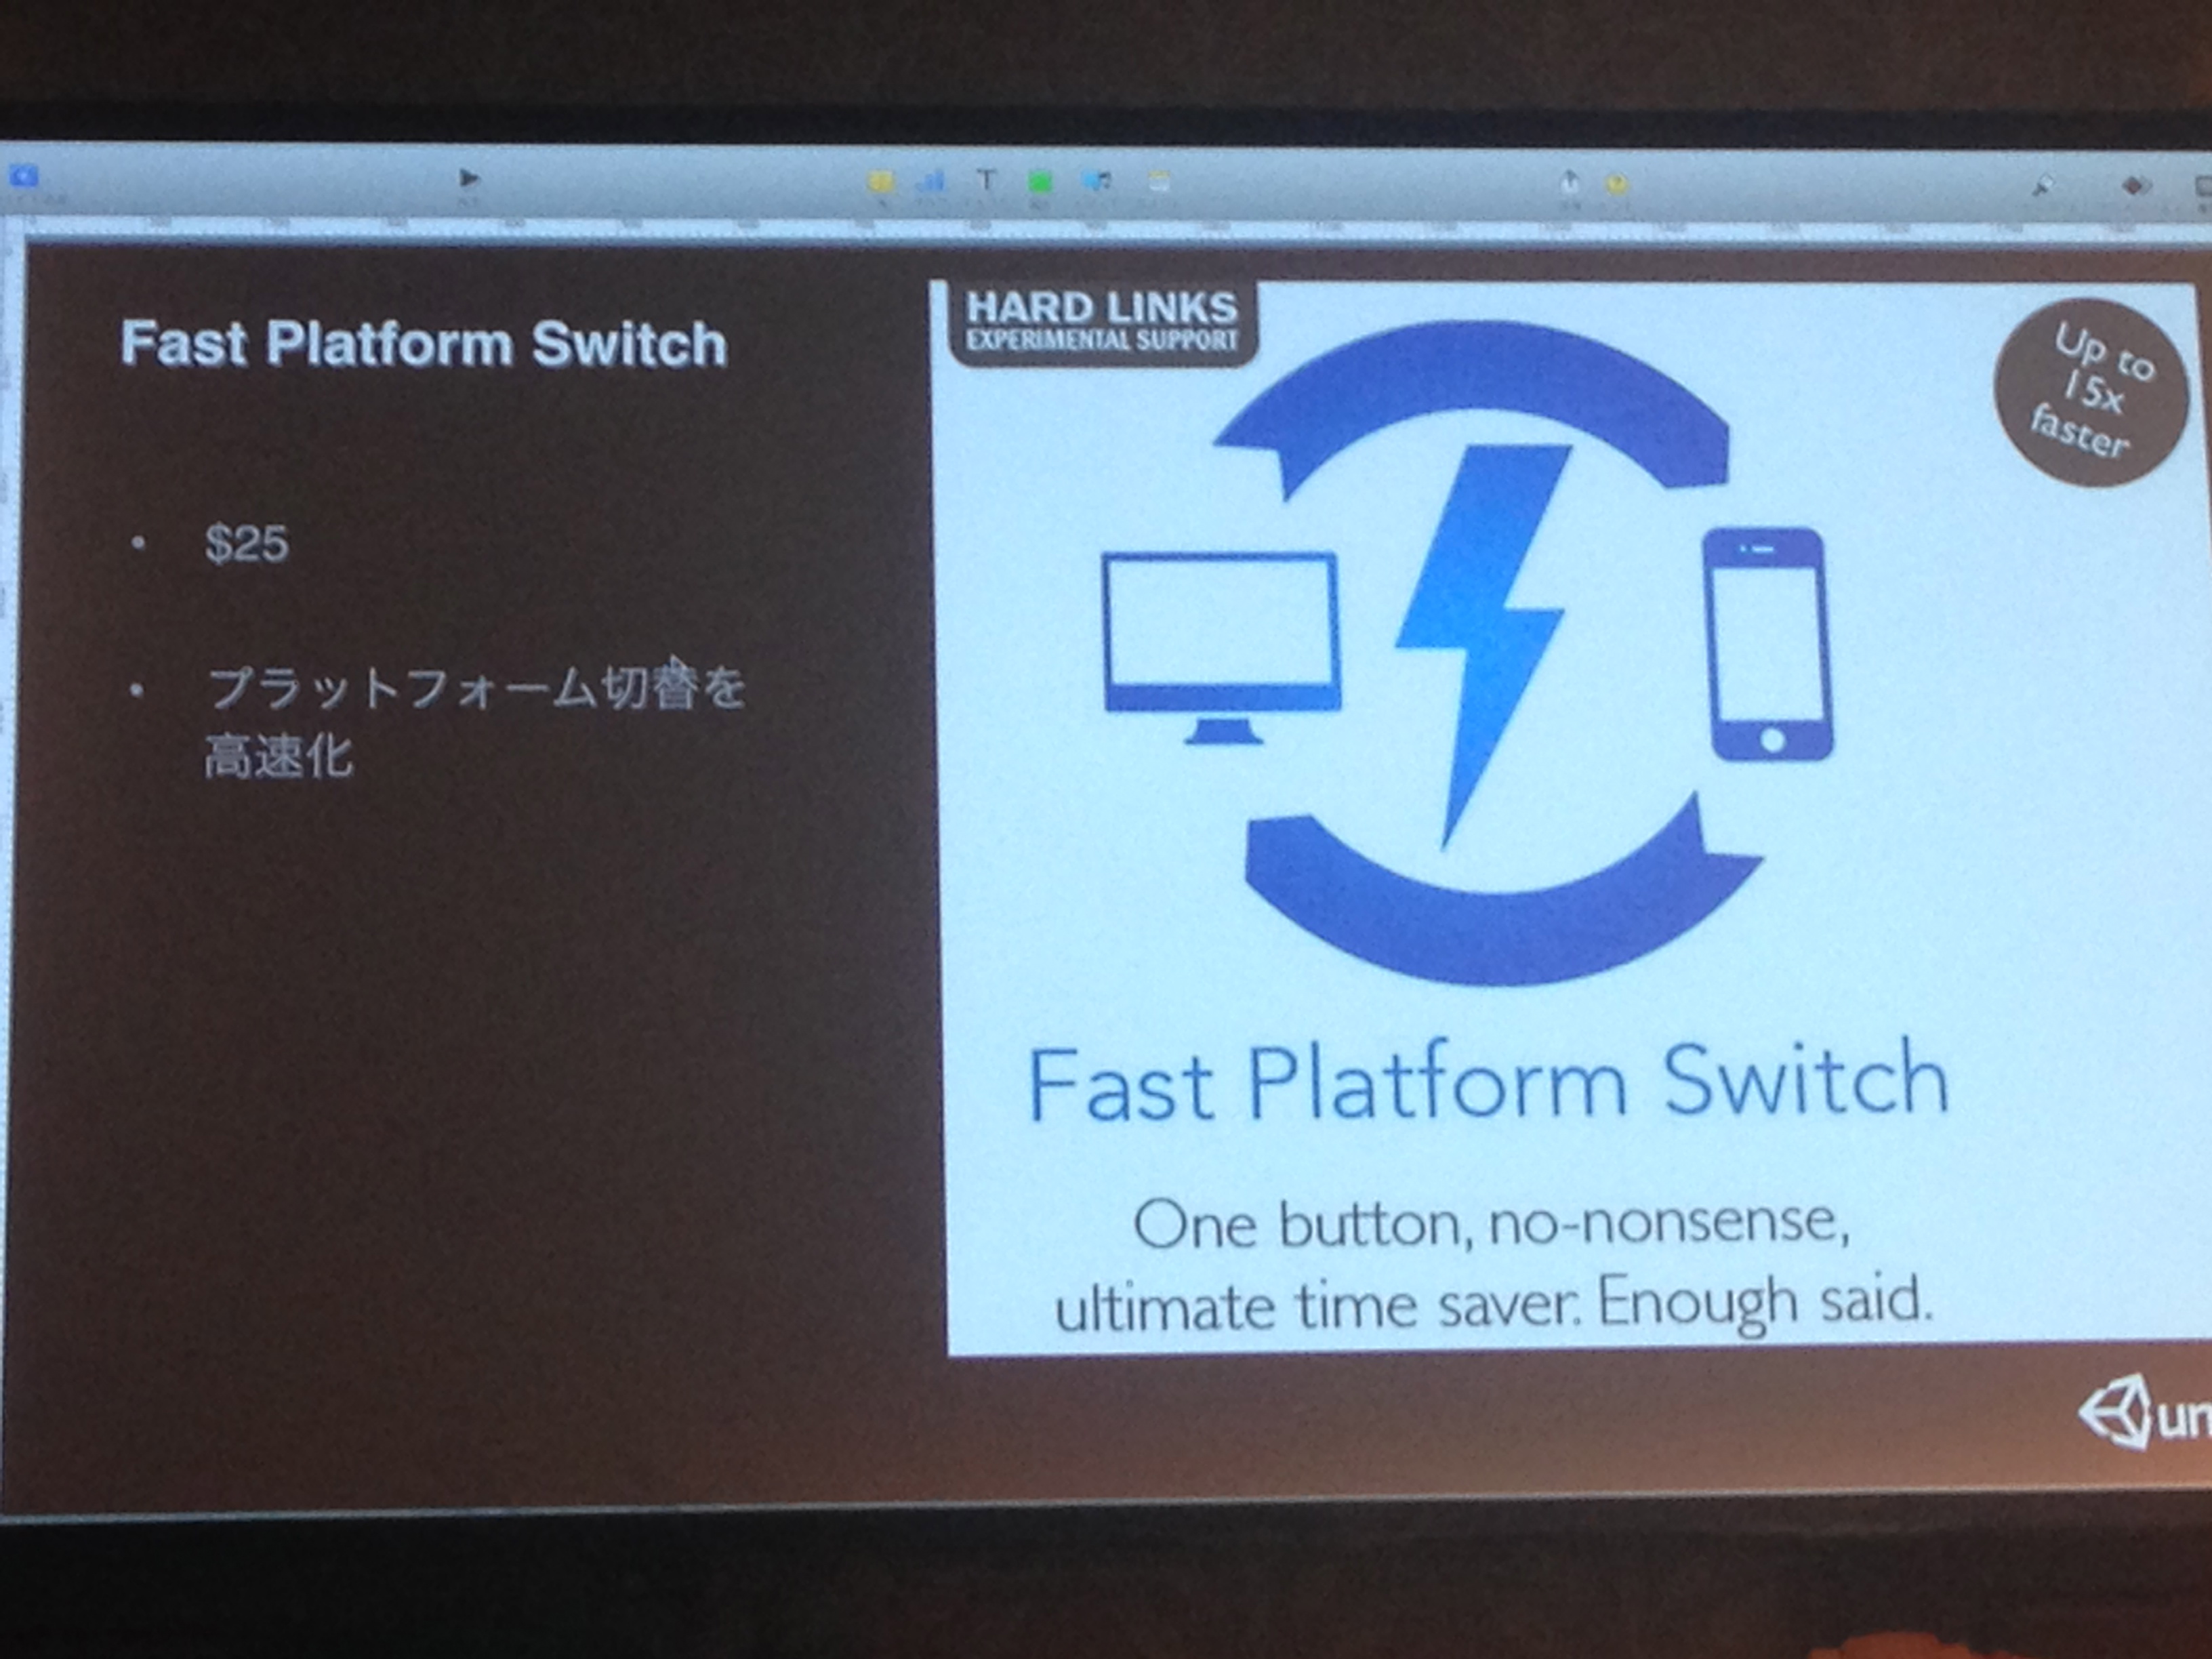 Fast Platform Switch
• $25
• プラットフォーム切替を
高速化
HARD LINKS
EXPERIMENTAL SUPPORT
Up to
15x
faster
Fast Platform Switch
One button, no-nonsense,
ultimate time saver. Enough said.
un